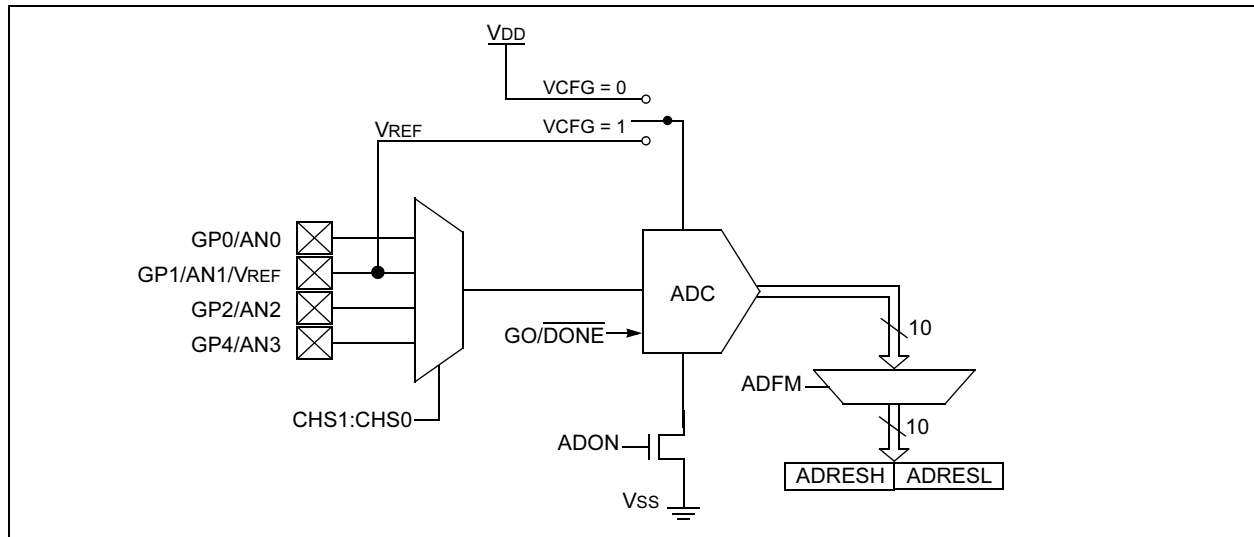 VDD
VCFG = 0
VREF
VCFG = 1
GP0/AN0
GP1/AN1/VREF
GP2/AN2
GP4/AN3
ADC
GO/DONE
10
ADFM
CHS1:CHS0
10
ADON
ADRESH ADRESL
VSS